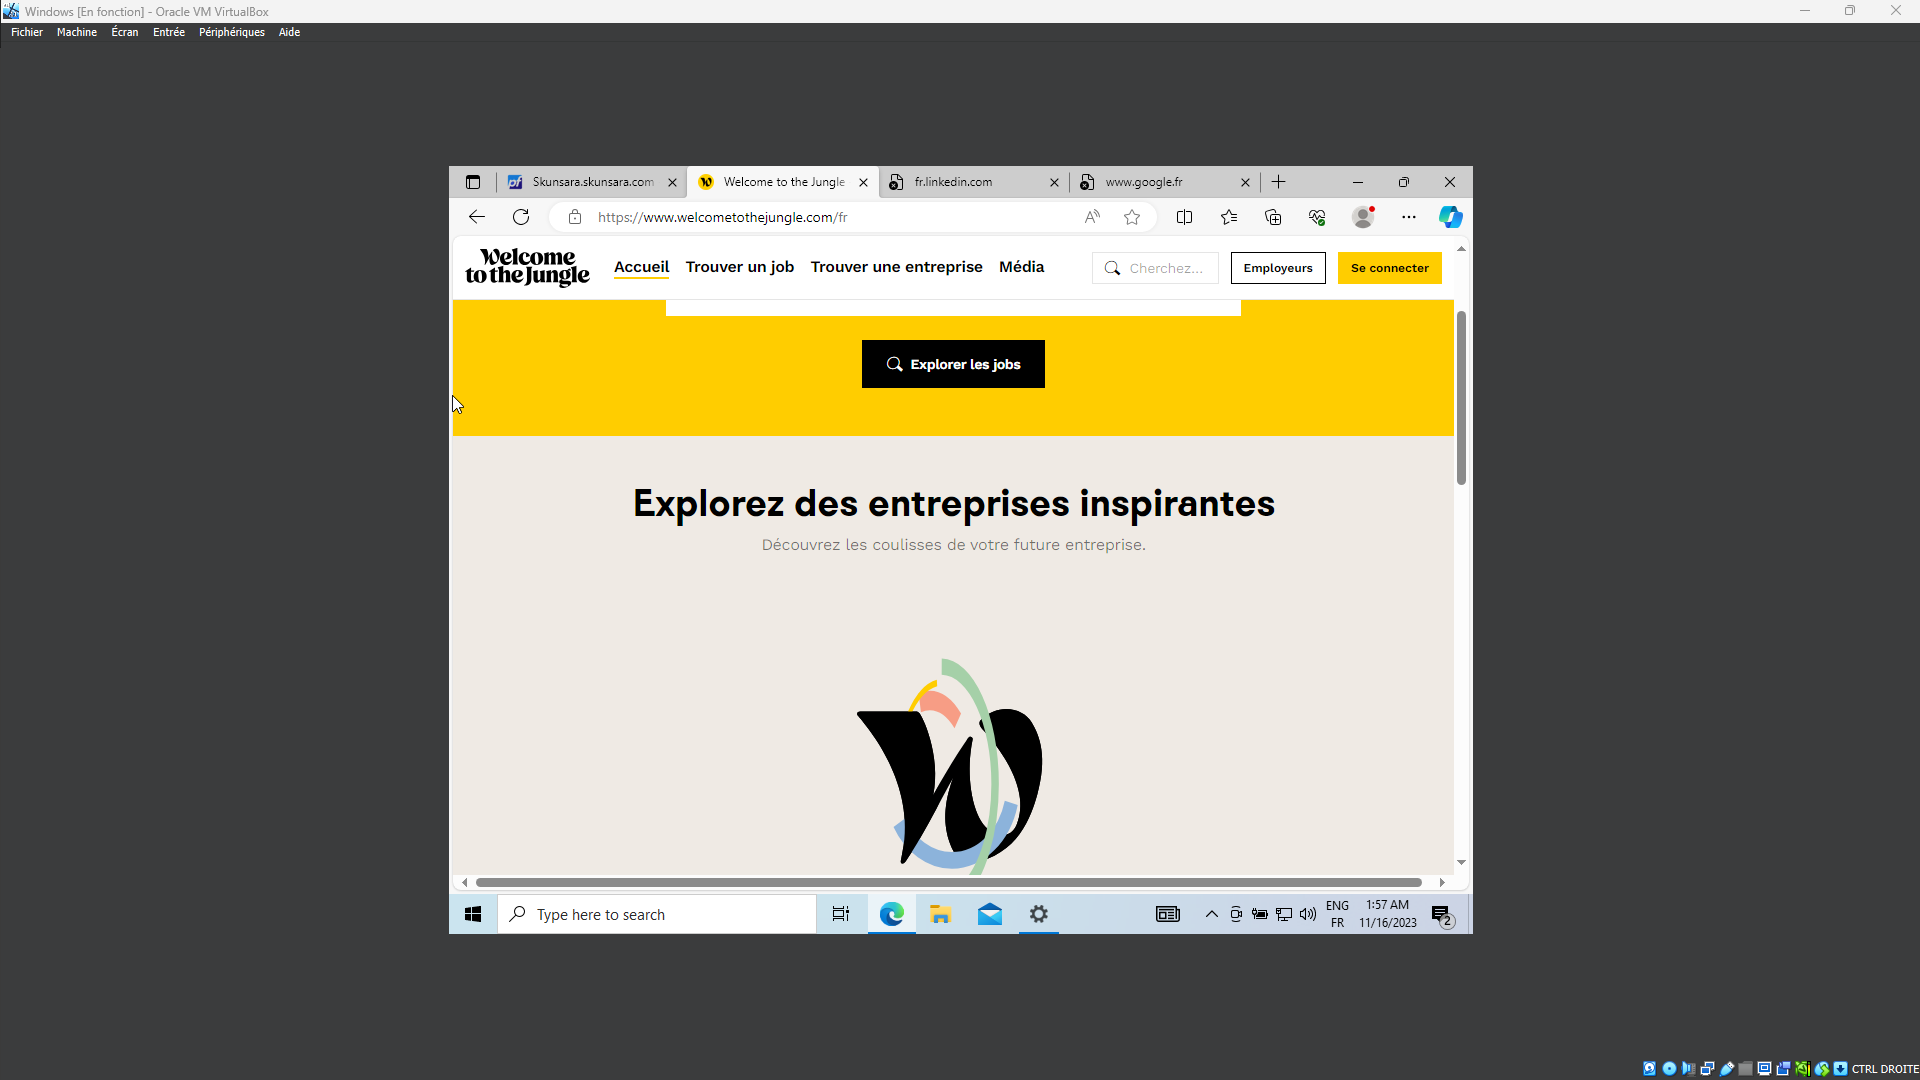 Windows [En fonction] - Oracle VM VirtualBox
Fichier Machine Écran Entrée Périphériques Aide
Skunsara.skunsara.com Welcome to the Jungle fr.linkedin.com www.google.fr
https://www.welcometothejungle.com/fr
Welcome
to the Jungle
Accueil Trouver un job Trouver une entreprise Média Cherchez... Employeurs Se connecter
Explorer les jobs
Explorez des entreprises inspirantes
Découvrez les coulisses de votre future entreprise.
Type here to search
ENG
FR
1:57 AM
11/16/2023
2
CTRL DROITE